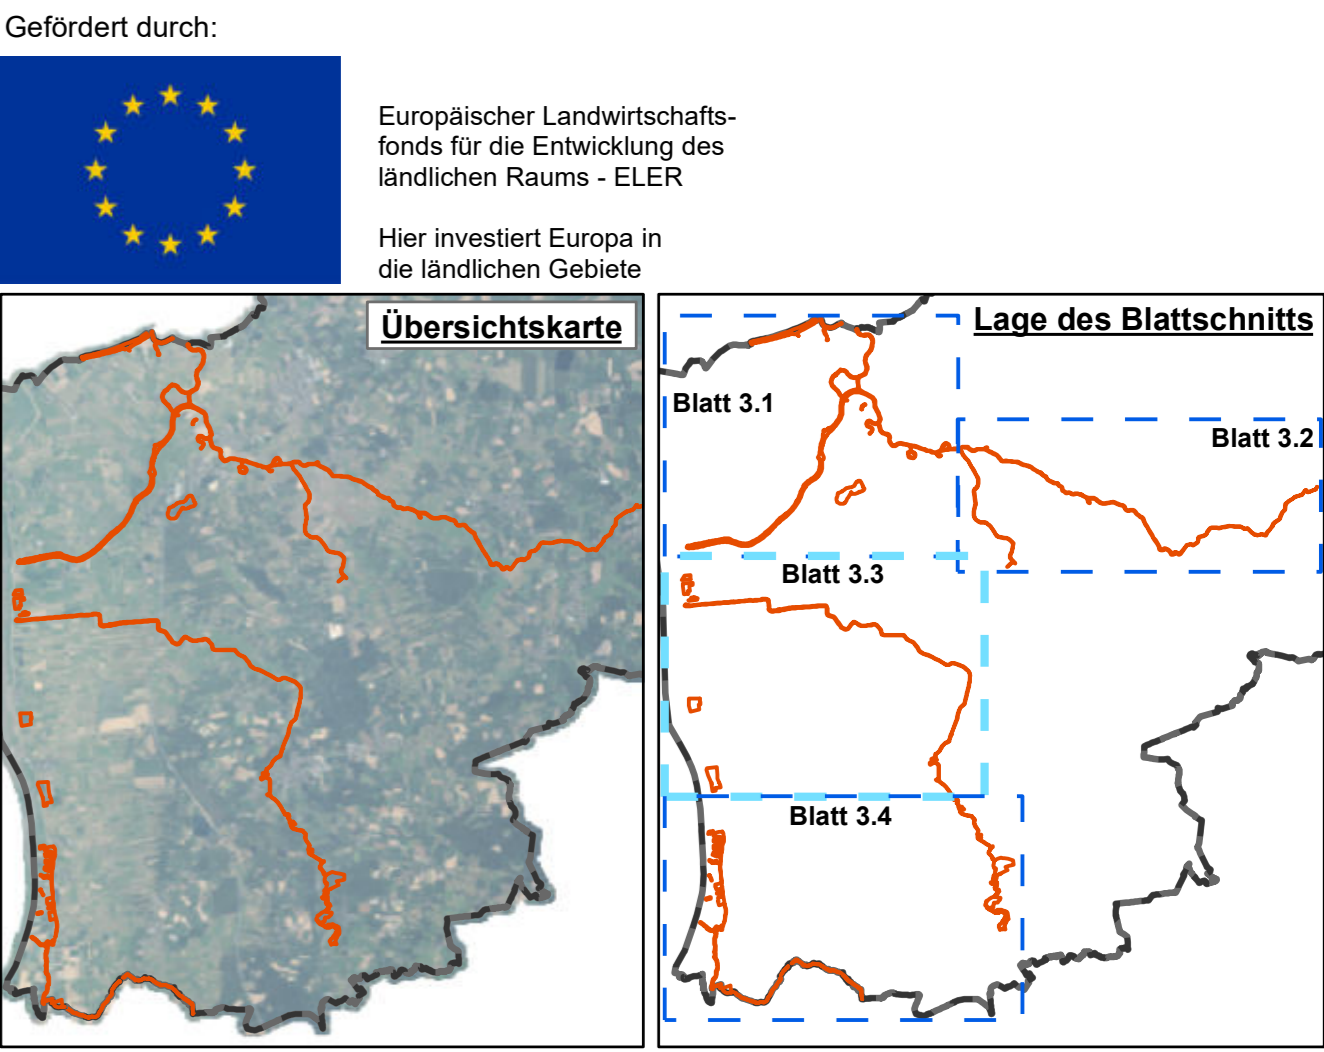 Gefördert durch:
Europäischer Landwirtschafts-
fonds für die Entwicklung des
ländlichen Raums - ELER
Hier investiert Europa in
die ländlichen Gebiete
Übersichtskarte
Lage des Blattschnitts
Blatt 3.1
Blatt 3.2
Blatt 3.3
Blatt 3.4